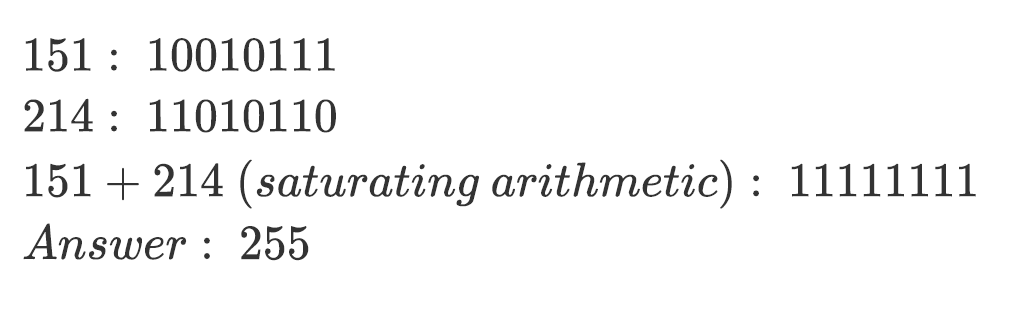 151 : 10010111
214 : 11010110
151 + 214 (saturating arithmetic) : 11111111
Answer : 255